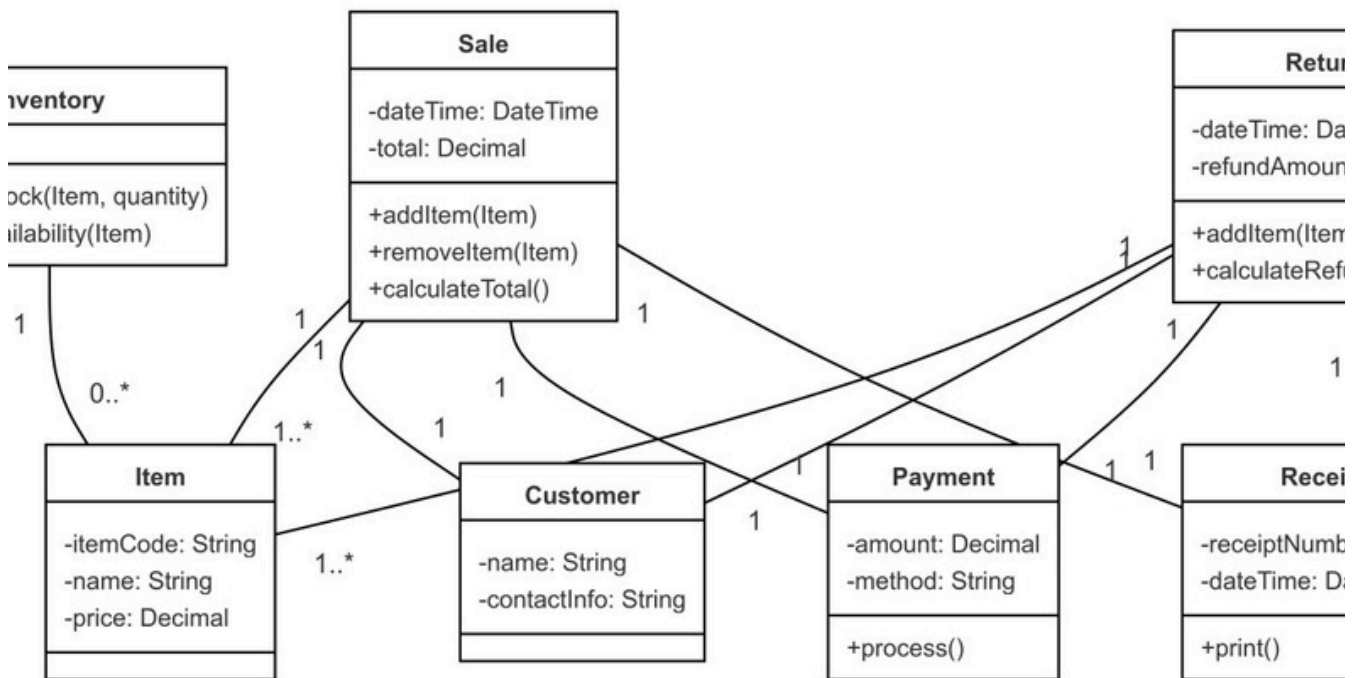 Sale
-dateTime: DateTime
-total: Decimal
+addItem(Item)
+removeItem(Item)
+calculateTotal()
nventory
ock(Item, quantity)
ailability(Item)
Retur
-dateTime: Da
-refundAmoun
+addItem(Item
+calculateRefu
1
0..*
1
1
1..*
1
1
1
1
1
1
1
1
1
1
1
1..*
Item
-itemCode: String
-name: String
-price: Decimal
Customer
-name: String
-contactInfo: String
Payment
-amount: Decimal
-method: String
+process()
Recei
-receiptNumb
-dateTime: Da
+print()